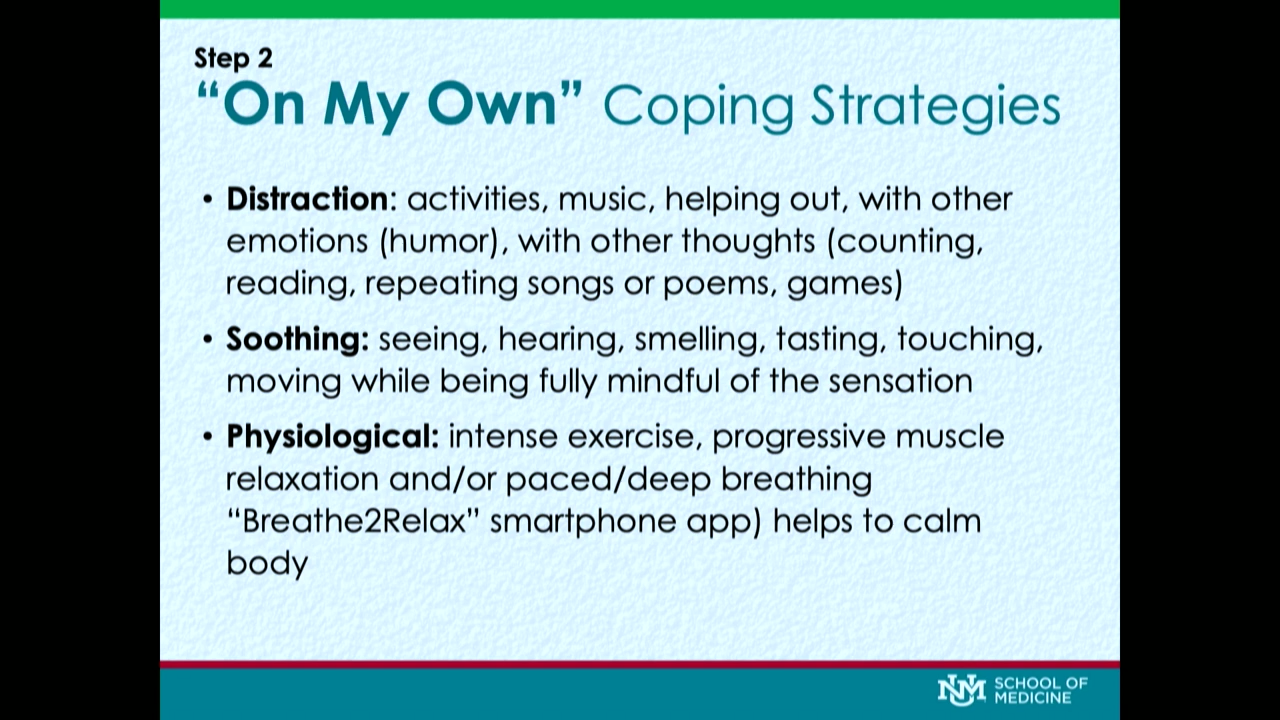 Step 2
“On My Own” Coping Strategies
• Distraction: activities, music, helping out, with other
emotions (humor), with other thoughts (counting,
reading, repeating songs or poems, games)
• Soothing: seeing, hearing, smelling, tasting, touching,
moving while being fully mindful of the sensation
• Physiological: intense exercise, progressive muscle
relaxation and/or paced/deep breathing
“Breathe2Relax” smartphone app) helps to calm
body
UNM SCHOOL OF
MEDICINE